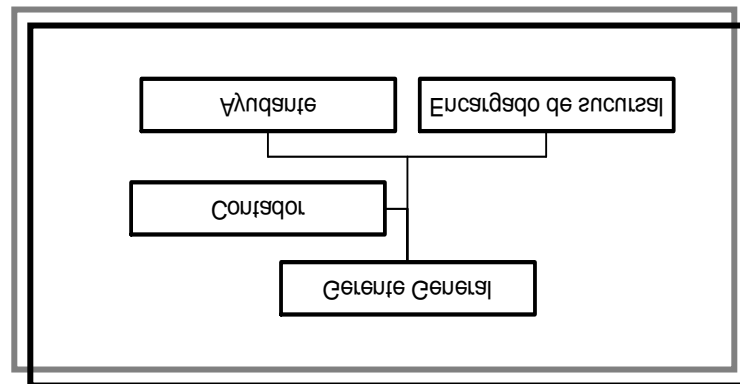 Gerente General
Contador
Ayudante
Encargado de sucursal